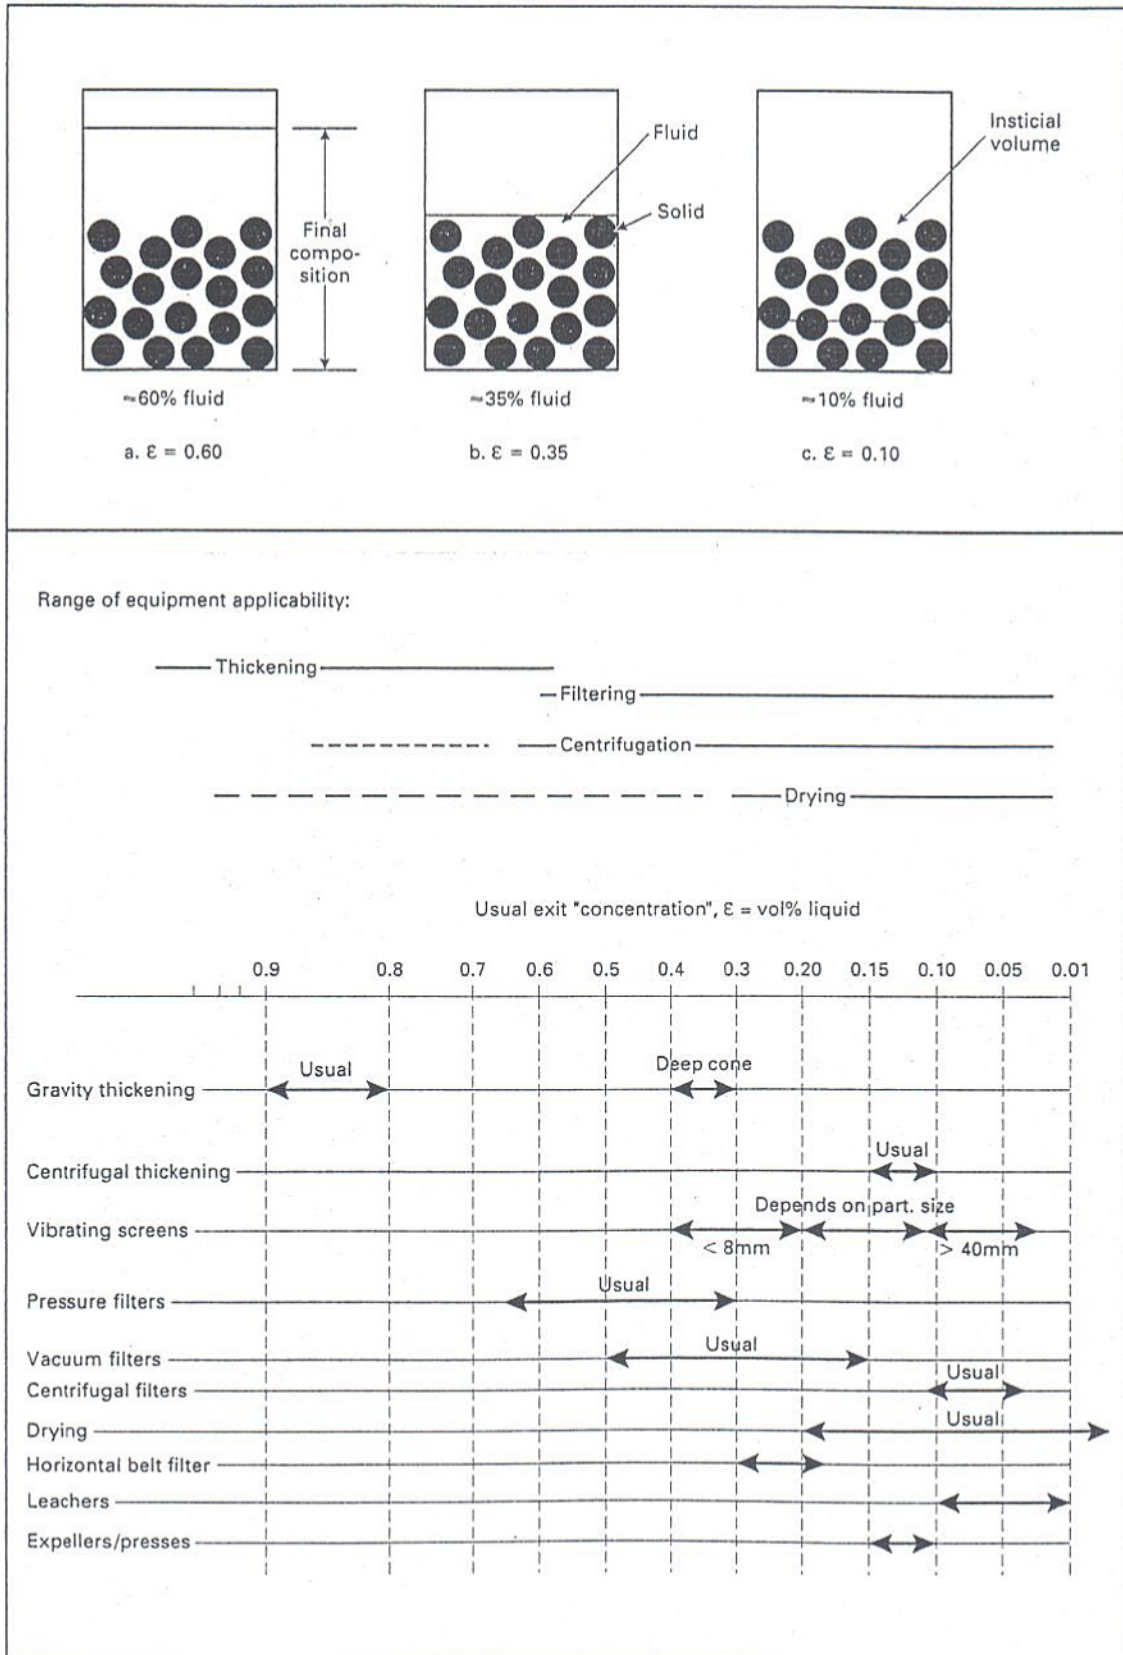 Fluid
Solid
Insticial
volume
Final
compo-
sition
≈60% fluid
≈35% fluid
≈10% fluid
a. ε = 0.60
b. ε = 0.35
c. ε = 0.10
Range of equipment applicability:
Thickening
Filtering
Centrifugation
Drying
Usual exit "concentration", ε = vol% liquid
0.9 0.8 0.7 0.6 0.5 0.4 0.3 0.20 0.15 0.10 0.05 0.01
Usual
Deep cone
Gravity thickening
Usual
Centrifugal thickening
Depends on part. size
Vibrating screens
< 8mm
> 40mm
Usual
Pressure filters
Usual
Vacuum filters
Usual
Centrifugal filters
Usual
Drying
Horizontal belt filter
Leachers
Expellers/presses